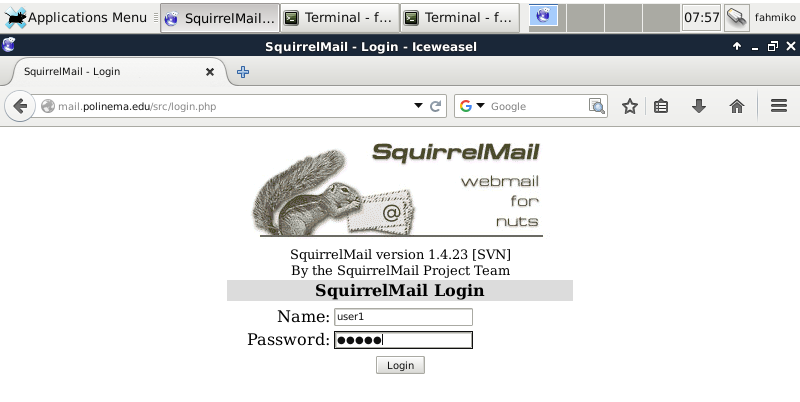 Applications Menu SquirrelMail... Terminal - f... Terminal - f... 07:57 fahmiko
SquirrelMail - Login - Iceweasel
SquirrelMail - Login
mail.polinema.edu/src/login.php Google
SquirrelMail
webmail
for
nuts
@
SquirrelMail version 1.4.23 [SVN]
By the SquirrelMail Project Team
SquirrelMail Login
Name: user1
Password: ●●●●●
Login